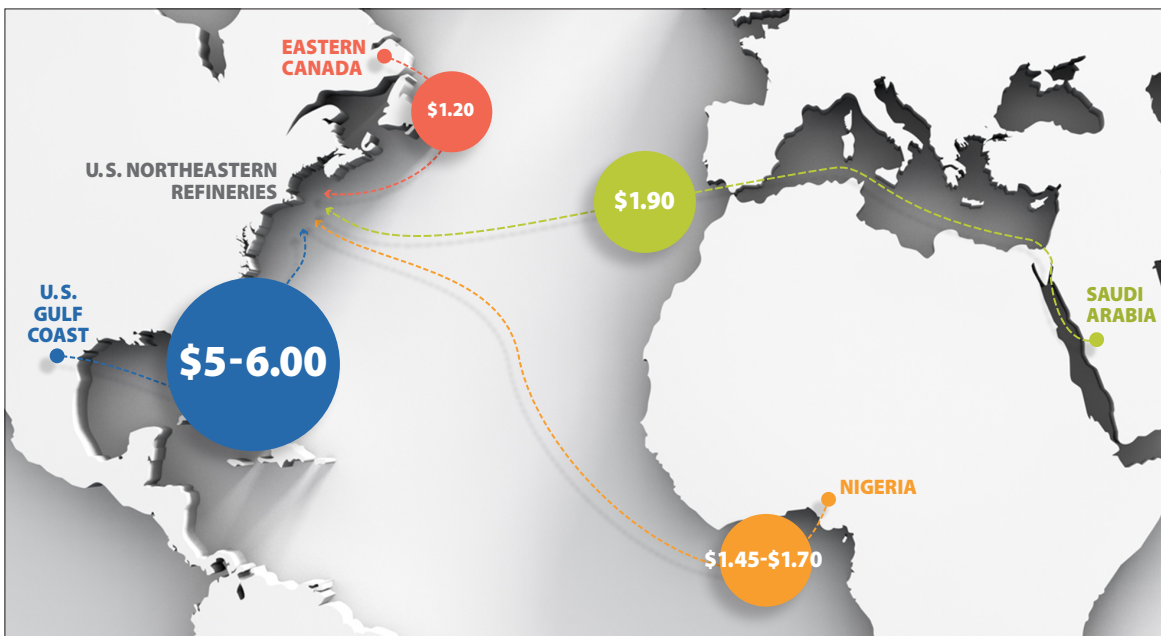 EASTERN
CANADA
$1.20
U.S. NORTHEASTERN
REFINERIES
$1.90
U.S.
GULF
COAST
$5-6.00
SAUDI
ARABIA
NIGERIA
$1.45-$1.70